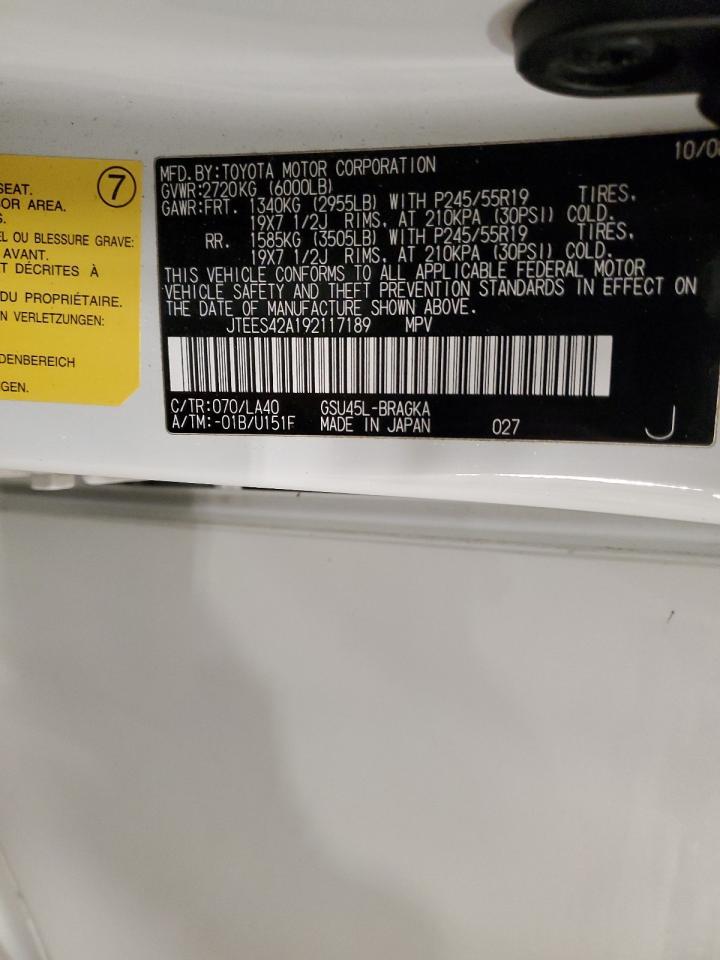 SEAT.
OR AREA.
7
EL OU BLESSURE GRAVE:
AVANT.
T DÉCRITES À
DU PROPRIÉTAIRE.
N VERLETZUNGEN:
DENBEREICH
GEN.
10/0
MFD. BY: TOYOTA MOTOR CORPORATION
GVWR: 2720KG (6000LB)
GAWR: FRT. 1340KG (2955LB) WITH P245/55R19 TIRES,
19X7 1/2J RIMS, AT 210KPA (30PSI) COLD.
RR. 1585KG (3505LB) WITH P245/55R19 TIRES,
19X7 1/2J RIMS, AT 210KPA (30PSI) COLD.
THIS VEHICLE CONFORMS TO ALL APPLICABLE FEDERAL MOTOR
VEHICLE SAFETY AND THEFT PREVENTION STANDARDS IN EFFECT ON
THE DATE OF MANUFACTURE SHOWN ABOVE.
JTEES42A192117189 MPV
C/TR: 070/LA40 GSU45L-BRAGKA
A/TM: -01B/U151F MADE IN JAPAN 027 J